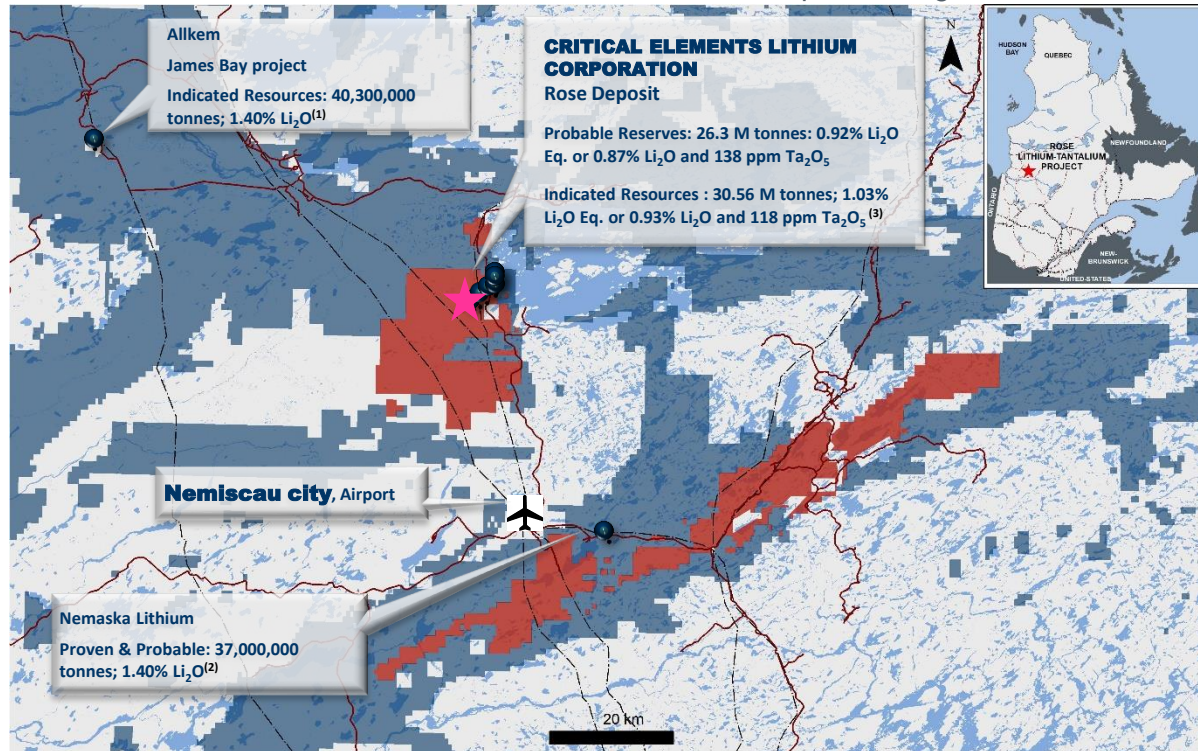 Allkem
James Bay project
Indicated Resources: 40,300,000
tonnes; 1.40% Li₂O⁽¹⁾
CRITICAL ELEMENTS LITHIUM
CORPORATION
Rose Deposit
Probable Reserves: 26.3 M tonnes: 0.92% Li₂O
Eq. or 0.87% Li₂O and 138 ppm Ta₂O₅
Indicated Resources : 30.56 M tonnes; 1.03%
Li₂O Eq. or 0.93% Li₂O and 118 ppm Ta₂O₅ ⁽³⁾
N
HUDSON
BAY
QUEBEC
NEWFOUNDLAND
ROSE
LITHIUM-TANTALIUM
PROJECT
ONTARIO
NEW-
BRUNSWICK
UNITED-STATES
Nemiscau city, Airport
Nemaska Lithium
Proven & Probable: 37,000,000
tonnes; 1.40% Li₂O⁽²⁾
20 km